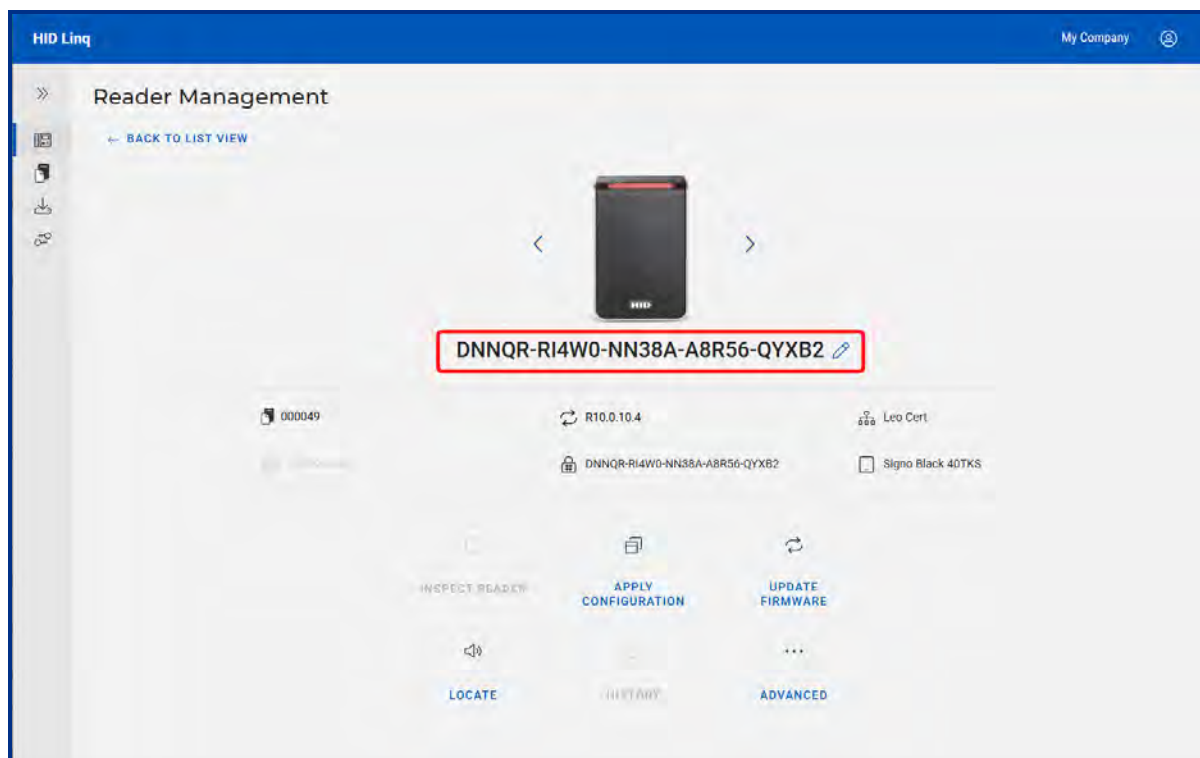 HID Linq
My Company
Reader Management
← BACK TO LIST VIEW
HID
DNNQR-RI4W0-NN38A-A8R56-QYXB2
000049
R10.0.10.4
Leo Cert
DNNQR-RI4W0-NN38A-A8R56-QYXB2
Signo Black 40TKS
INSPECT READER
APPLY
CONFIGURATION
UPDATE
FIRMWARE
LOCATE
HISTORY
ADVANCED